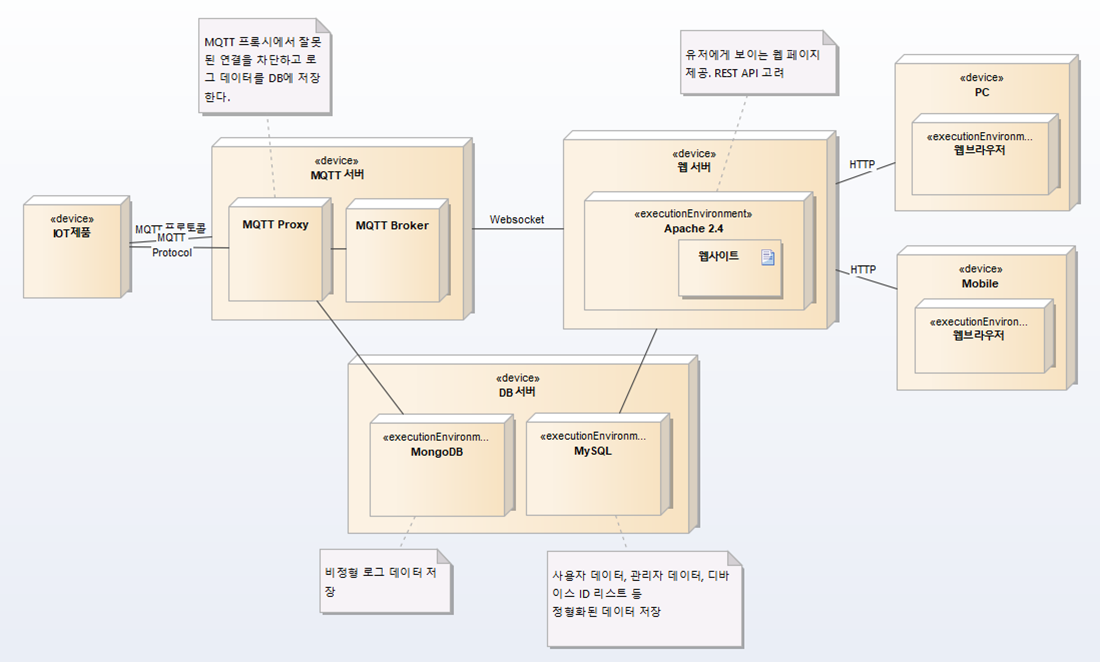 MQTT 프록시에서 잘못
된 연결을 차단하고 로
그 데이터를 DB에 저장
한다.
유저에게 보이는 웹 페이지
제공. REST API 고려
«device»
PC
«executionEnvironm...
웹브라우저
«device»
MQTT 서버
MQTT Proxy
MQTT Broker
«device»
웹 서버
«executionEnvironment»
Apache 2.4
웹사이트
HTTP
«device»
IOT제품
MQTT 프로토콜
MQTT
Protocol
Websocket
HTTP
«device»
Mobile
«executionEnviron...
웹브라우저
«device»
DB 서버
«executionEnvironm...
MongoDB
«executionEnvironm...
MySQL
비정형 로그 데이터 저
장
사용자 데이터, 관리자 데이터, 디바
이스 ID 리스트 등
정형화된 데이터 저장